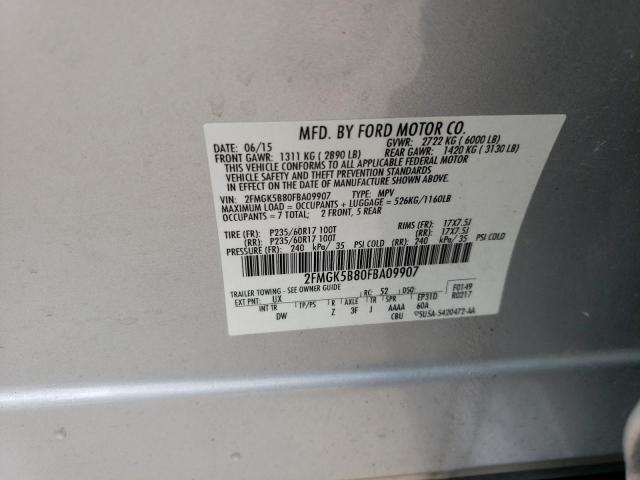 MFD. BY FORD MOTOR CO.
DATE: 06/15 GVWR: 2722 KG ( 6000 LB)
FRONT GAWR: 1311 KG ( 2890 LB) REAR GAWR: 1420 KG ( 3130 LB)
THIS VEHICLE CONFORMS TO ALL APPLICABLE FEDERAL MOTOR
VEHICLE SAFETY AND THEFT PREVENTION STANDARDS
IN EFFECT ON THE DATE OF MANUFACTURE SHOWN ABOVE.
VIN: 2FMGK5B80FBA09907 TYPE: MPV
MAXIMUM LOAD = OCCUPANTS + LUGGAGE = 526KG/1160LB
OCCUPANTS = 7 TOTAL; 2 FRONT, 5 REAR
TIRE (FR): P235/60R17 100T RIMS (FR): 17X7.5J
(RR): P235/60R17 100T (RR): 17X7.5J
PRESSURE (FR): 240 kPa/ 35 PSI COLD (RR): 240 kPa/ 35 PSI COLD
2FMGK5B80FBA09907
TRAILER TOWING - SEE OWNER GUIDE RC: 52 DSO: F0149
EXT PNT: UX EP31D R0217
INT TR TP/PS R AXLE TR SPR 60A
DW Z 3F J AAAA
CBU 5U5A-5420472-AA